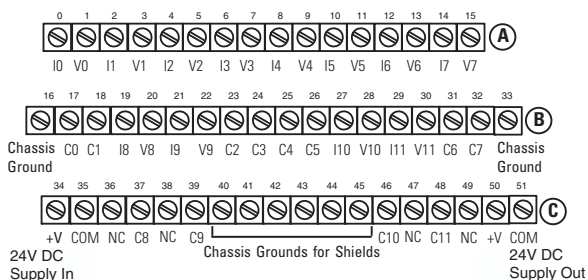 0 1 2 3 4 5 6 7 8 9 10 11 12 13 14 15
A
I0 V0 I1 V1 I2 V2 I3 V3 I4 V4 I5 V5 I6 V6 I7 V7
16 17 18 19 20 21 22 23 24 25 26 27 28 29 30 31 32 33
B
Chassis C0 C1 I8 V8 I9 V9 C2 C3 C4 C5 I10 V10 I11 V11 C6 C7 Chassis
Ground Ground
34 35 36 37 38 39 40 41 42 43 44 45 46 47 48 49 50 51
C
+V COM NC C8 NC C9 Chassis Grounds for Shields C10 NC C11 NC +V COM
24V DC 24V DC
Supply In Supply Out